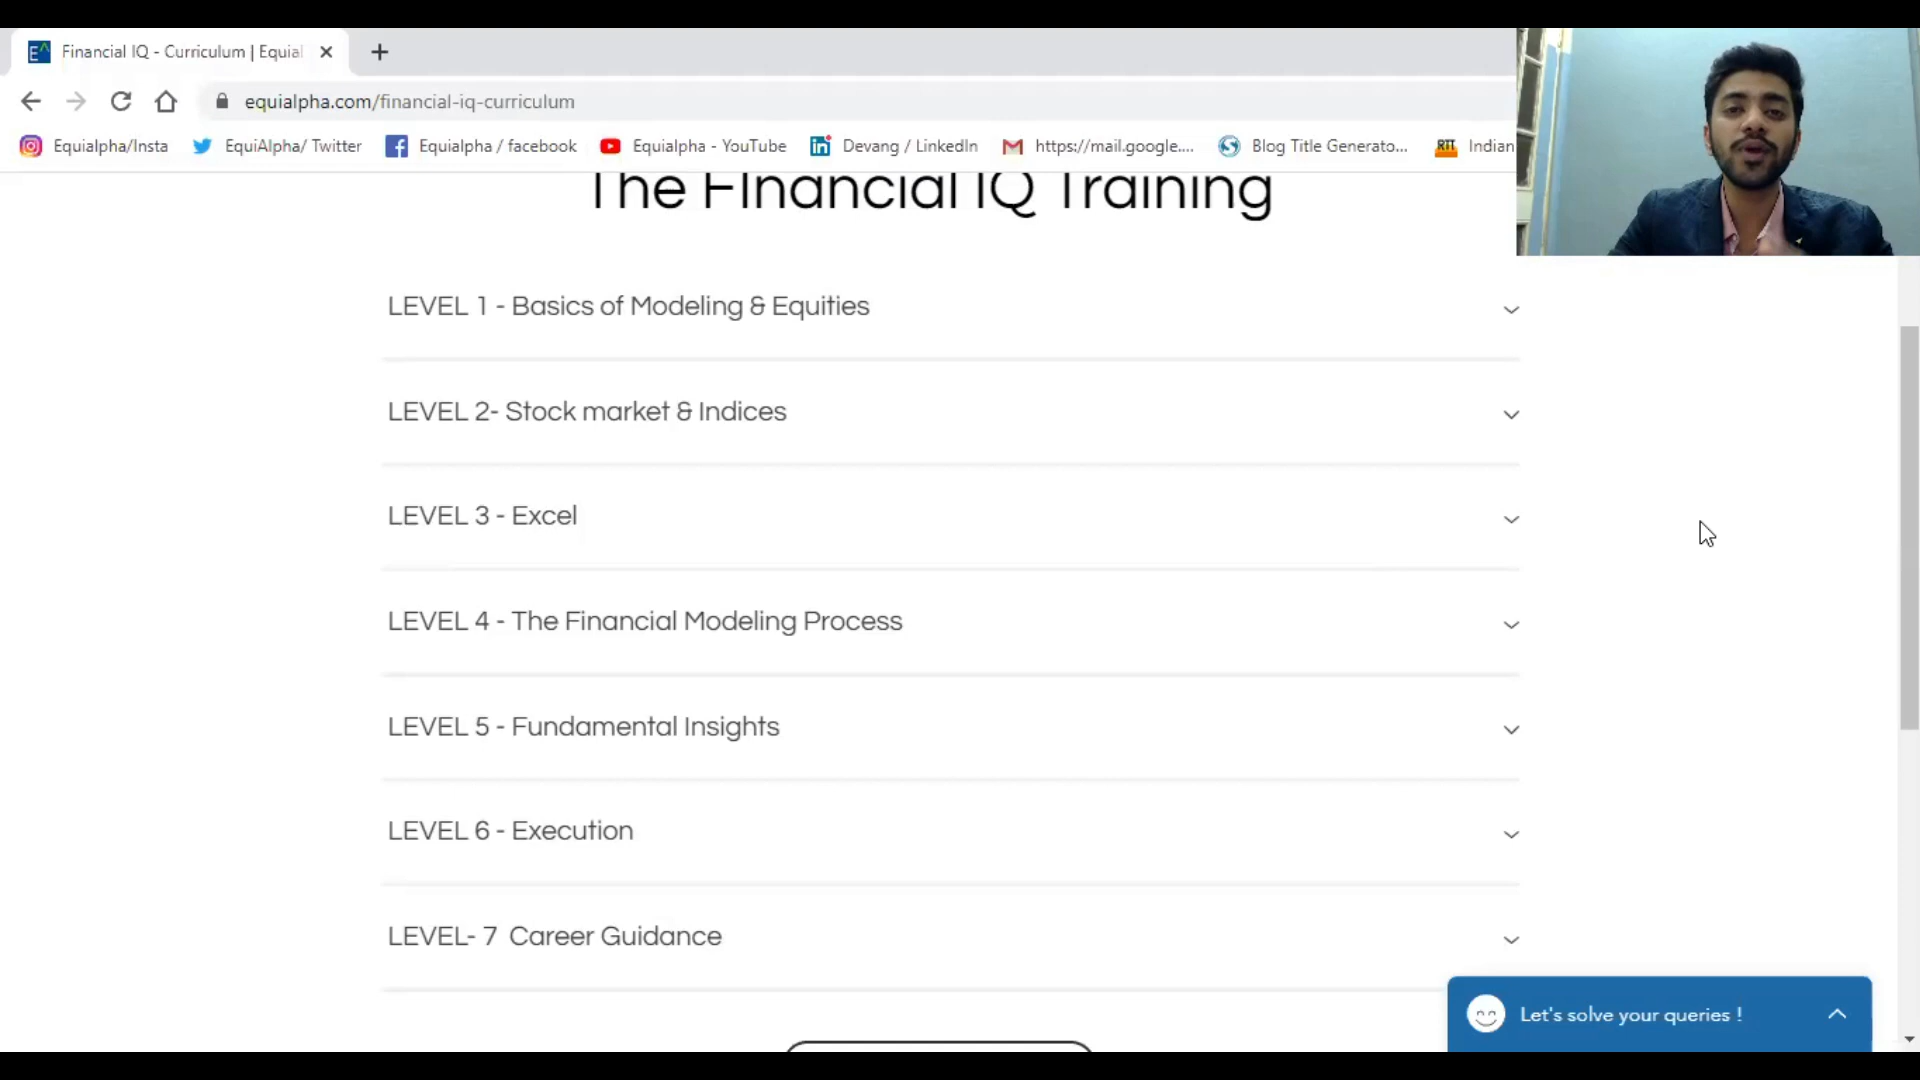 Financial IQ - Curriculum | Equial
equialpha.com/financial-iq-curriculum
Equialpha/Insta EquiAlpha/ Twitter Equialpha / facebook Equialpha - YouTube Devang / LinkedIn https://mail.google.... Blog Title Generato... RTI Indian
The FInancial IQ Training
LEVEL 1 - Basics of Modeling & Equities
LEVEL 2- Stock market & Indices
LEVEL 3 - Excel
LEVEL 4 - The Financial Modeling Process
LEVEL 5 - Fundamental Insights
LEVEL 6 - Execution
LEVEL- 7 Career Guidance
Let's solve your queries !